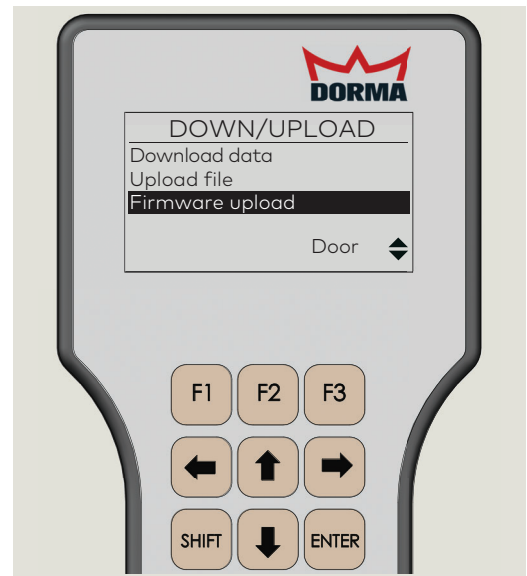 DORMA
DOWN/UPLOAD
Download data
Upload file
Firmware upload
Door
F1 F2 F3
SHIFT ENTER